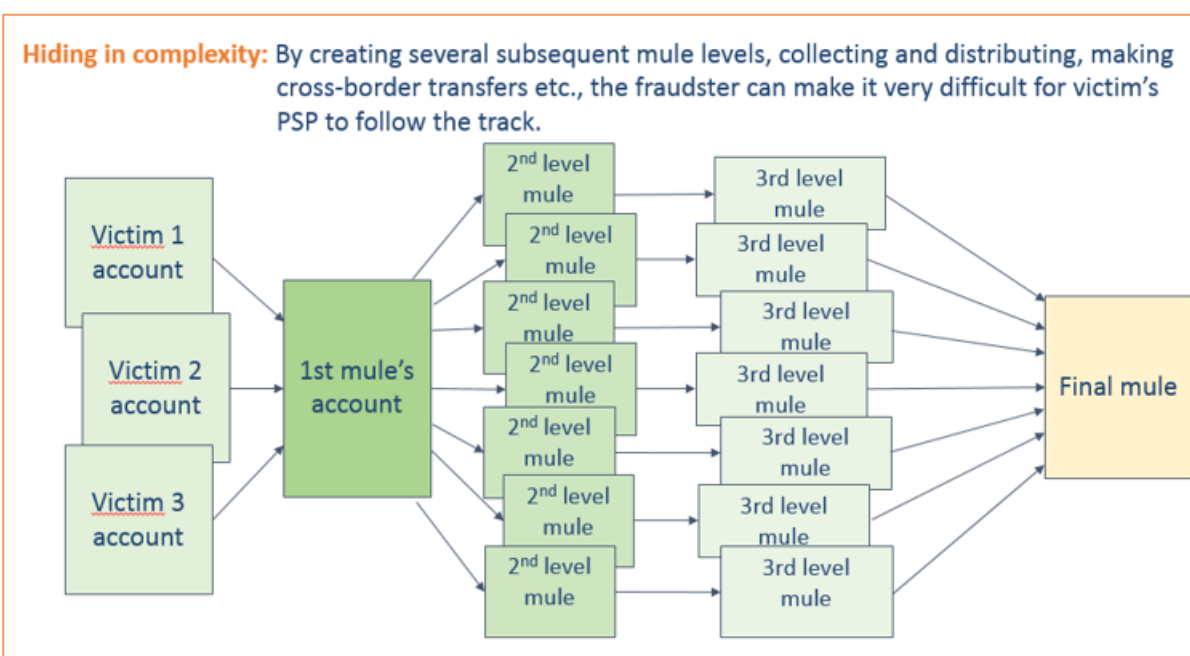 Hiding in complexity: By creating several subsequent mule levels, collecting and distributing, making
cross-border transfers etc., the fraudster can make it very difficult for victim's
PSP to follow the track.
Victim 1
account
Victim 2
account
Victim 3
account
1st mule's
account
2nd level
mule
2nd level
mule
2nd level
mule
2nd level
mule
2nd level
mule
2nd level
mule
2nd level
mule
3rd level
mule
3rd level
mule
3rd level
mule
3rd level
mule
3rd level
mule
3rd level
mule
3rd level
mule
Final mule